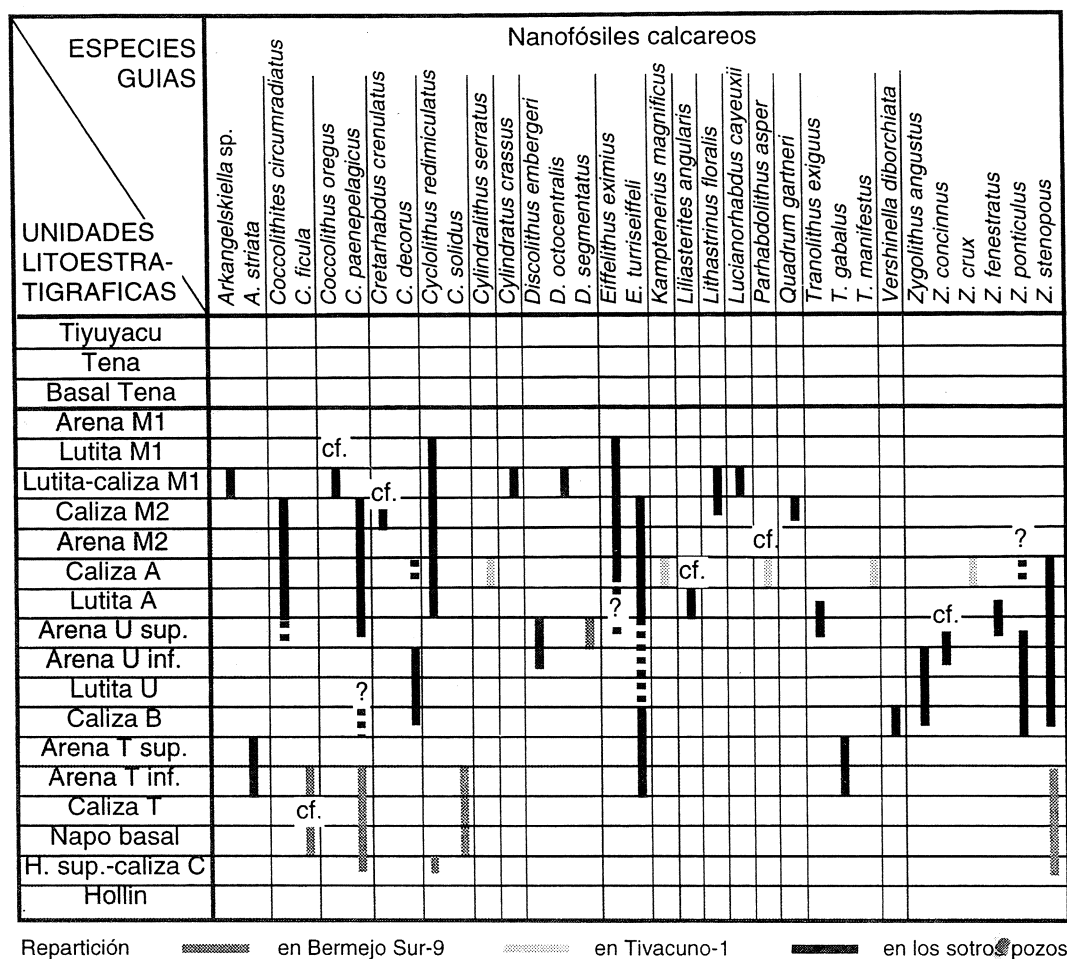 ESPECIES
GUIAS
Nanofósiles calcareos
UNIDADES
LITOESTRA-
TIGRAFICAS
Arkangelskiella sp.
A. striata
Coccolithites circumradiatus
C. ficula
Coccolithus oregus
C. paenepelagicus
Cretarhabdus crenulatus
C. decorus
Cyclolithus redimiculatus
C. solidus
Cylindralithus serratus
Cylindratus crassus
Discolithus embergeri
D. octocentralis
D. segmentatus
Eiffelithus eximius
E. turriseiffeli
Kamptnerius magnificus
Liliasterites angularis
Lithastrinus floralis
Lucianorhabdus cayeuxii
Parhabdolithus asper
Quadrum gartneri
Tranolithus exiguus
T. gabalus
T. manifestus
Vershinella diborchiata
Zygolithus angustus
Z. concinnus
Z. crux
Z. fenestratus
Z. ponticulus
Z. stenopous
Tiyuyacu
Tena
Basal Tena
Arena M1
Lutita M1 cf.
Lutita-caliza M1 cf.
Caliza M2
Arena M2 cf. ?
Caliza A cf.
Lutita A ?
Arena U sup. cf.
Arena U inf.
Lutita U ?
Caliza B
Arena T sup.
Arena T inf.
Caliza T cf.
Napo basal
H. sup.-caliza C
Hollin
Repartición en Bermejo Sur-9 en Tivacuno-1 en los sotros pozos